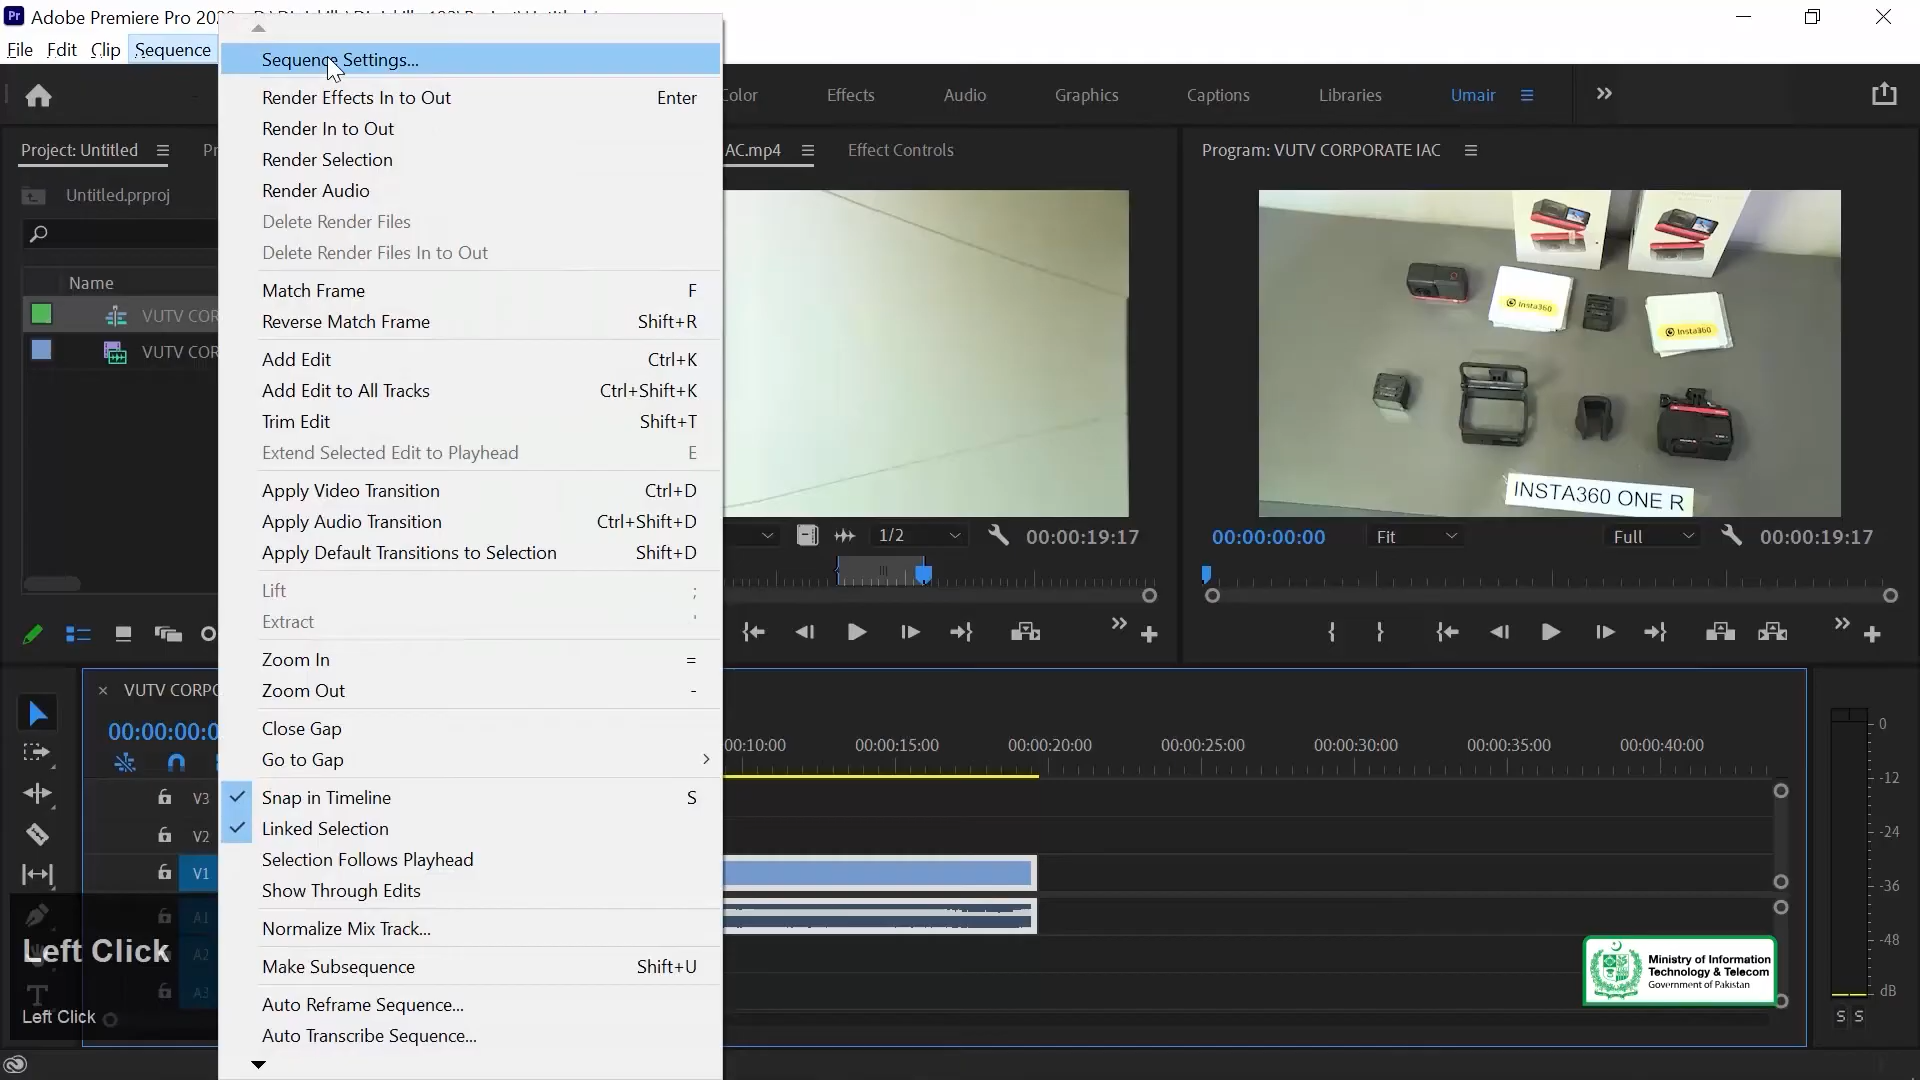 Adobe Premiere Pro
File Edit Clip Sequence
Sequence Settings...
Render Effects In to Out Enter
Render In to Out
Render Selection
Render Audio
Delete Render Files
Delete Render Files In to Out
Match Frame F
Reverse Match Frame Shift+R
Add Edit Ctrl+K
Add Edit to All Tracks Ctrl+Shift+K
Trim Edit Shift+T
Extend Selected Edit to Playhead E
Apply Video Transition Ctrl+D
Apply Audio Transition Ctrl+Shift+D
Apply Default Transitions to Selection Shift+D
Lift ;
Extract '
Zoom In =
Zoom Out -
Close Gap
Go to Gap
Snap in Timeline S
Linked Selection
Selection Follows Playhead
Show Through Edits
Normalize Mix Track...
Make Subsequence Shift+U
Auto Reframe Sequence...
Auto Transcribe Sequence...
Color Effects Audio Graphics Captions Libraries Umair
Project: Untitled
Untitled.prproj
Name
VUTV COR
VUTV COR
AC.mp4 Effect Controls
1/2 00:00:19:17
Program: VUTV CORPORATE IAC
Insta360
Insta360
INSTA360 ONE R
00:00:00:00 Fit Full 00:00:19:17
VUTV CORPO
00:00:00:0
00:10:00 00:00:15:00 00:00:20:00 00:00:25:00 00:00:30:00 00:00:35:00 00:00:40:00
V3
V2
V1
A1
A2
A3
Left Click
Left Click
0
-12
-24
-36
-48
dB
S S
Ministry of Information
Technology & Telecom
Government of Pakistan